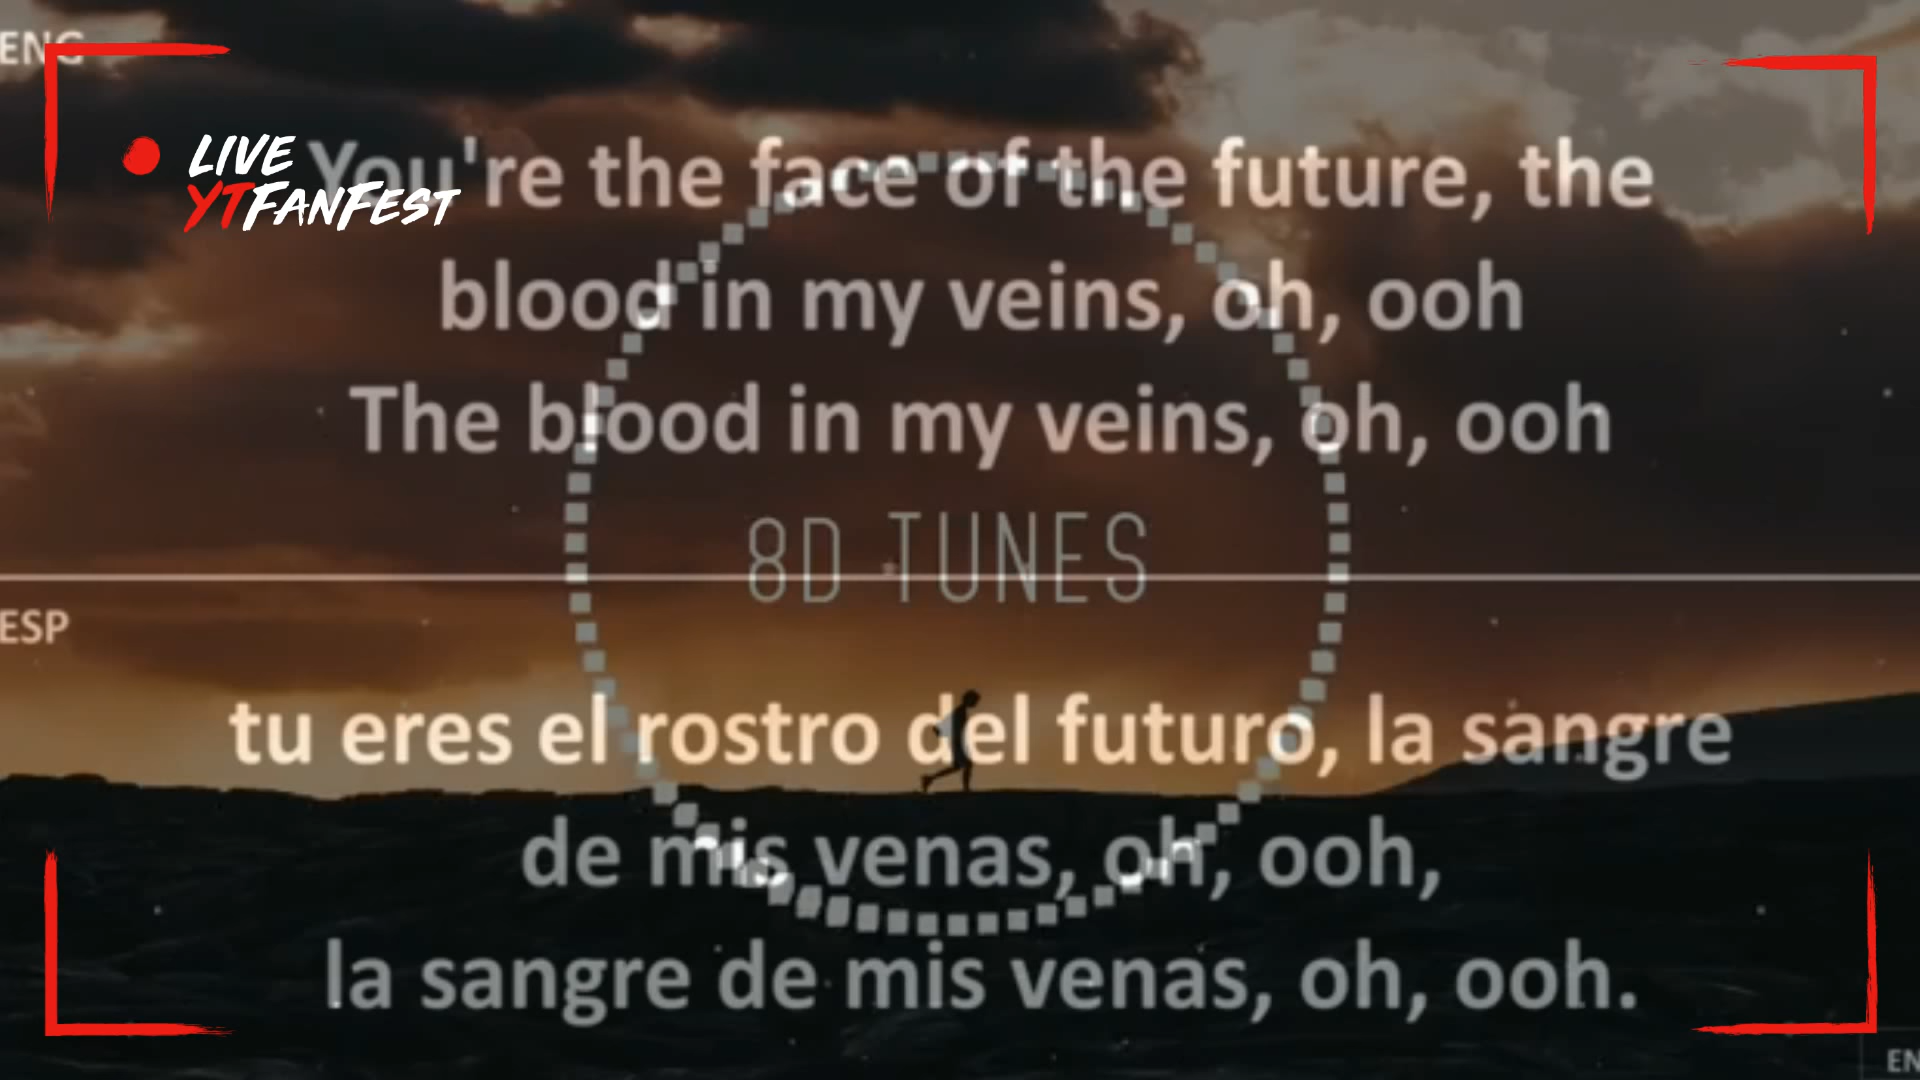 ENG
LIVE
YTFANFEST
You're the face of the future, the
blood in my veins, oh, ooh
The blood in my veins, oh, ooh
8D TUNES
ESP
tu eres el rostro del futuro, la sangre
de mis venas, oh, ooh,
la sangre de mis venas, oh, ooh.
EN